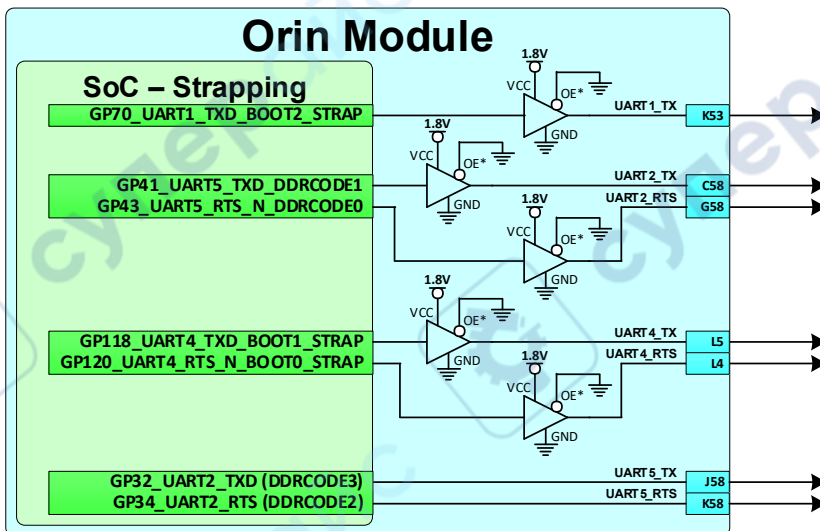 Orin Module
SoC – Strapping
GP70_UART1_TXD_BOOT2_STRAP
1.8V
VCC
OE*
GND
UART1_TX
K53
GP41_UART5_TXD_DDRCODE1
1.8V
VCC
OE*
GND
UART2_TX
C58
GP43_UART5_RTS_N_DDRCODE0
1.8V
VCC
OE*
GND
UART2_RTS
G58
GP118_UART4_TXD_BOOT1_STRAP
1.8V
VCC
OE*
GND
UART4_TX
L5
GP120_UART4_RTS_N_BOOT0_STRAP
1.8V
VCC
OE*
GND
UART4_RTS
L4
GP32_UART2_TXD (DDRCODE3)
UART5_TX
J58
GP34_UART2_RTS (DDRCODE2)
UART5_RTS
K58
супер
супер